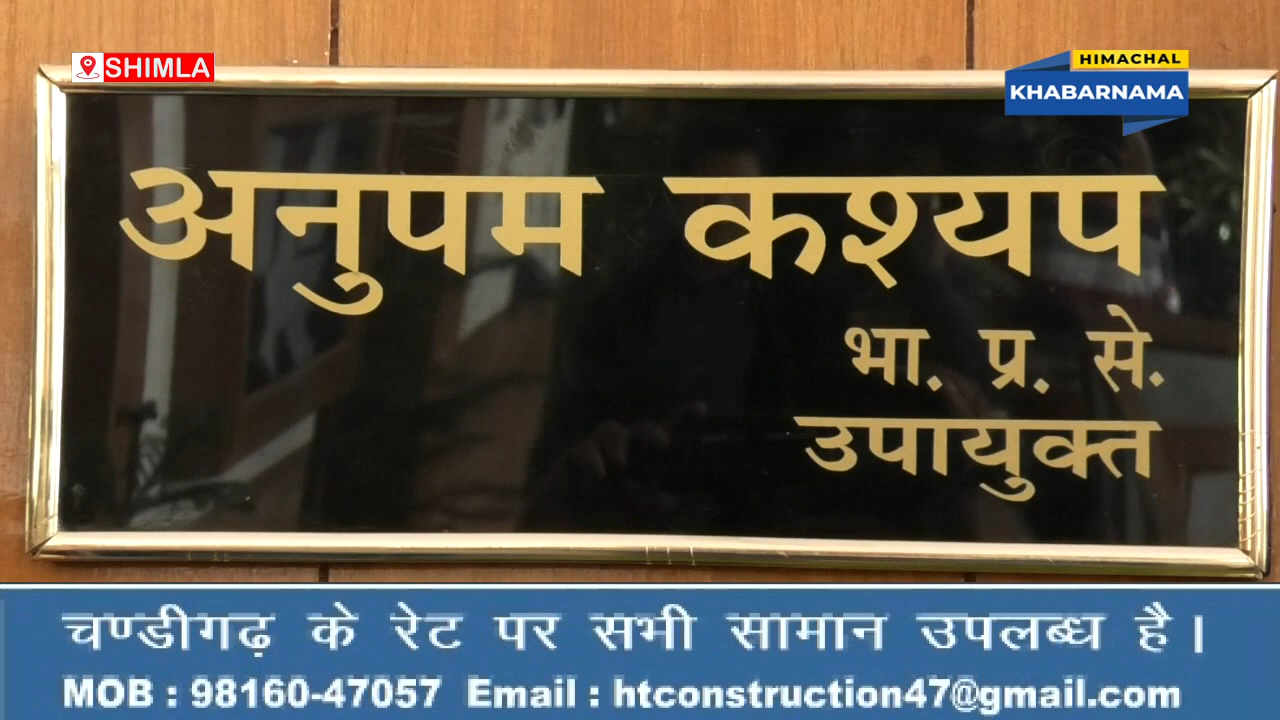 SHIMLA
HIMACHAL
KHABARNAMA
अनुपम कश्यप
भा. प्र. से.
उपायुक्त
चण्डीगढ़ के रेट पर सभी सामान उपलब्ध है।
MOB : 98160-47057 Email : htconstruction47@gmail.com